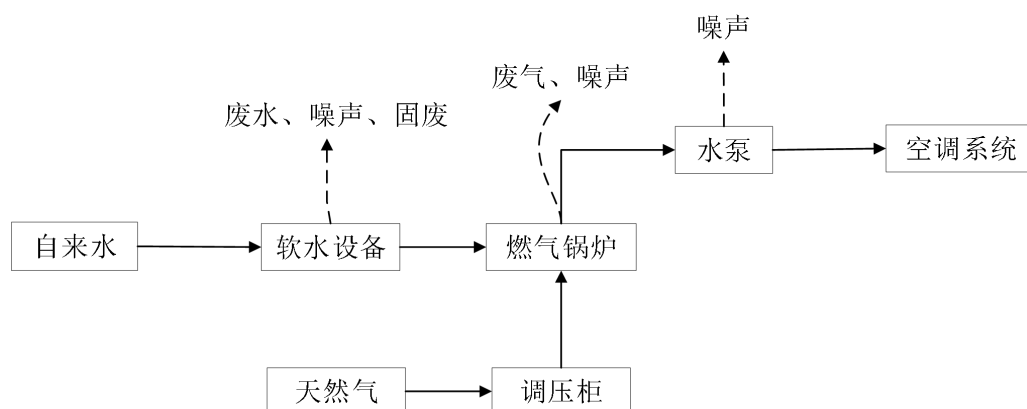 噪声
废气、噪声
废水、噪声、固废
水泵
空调系统
自来水
软水设备
燃气锅炉
天然气
调压柜